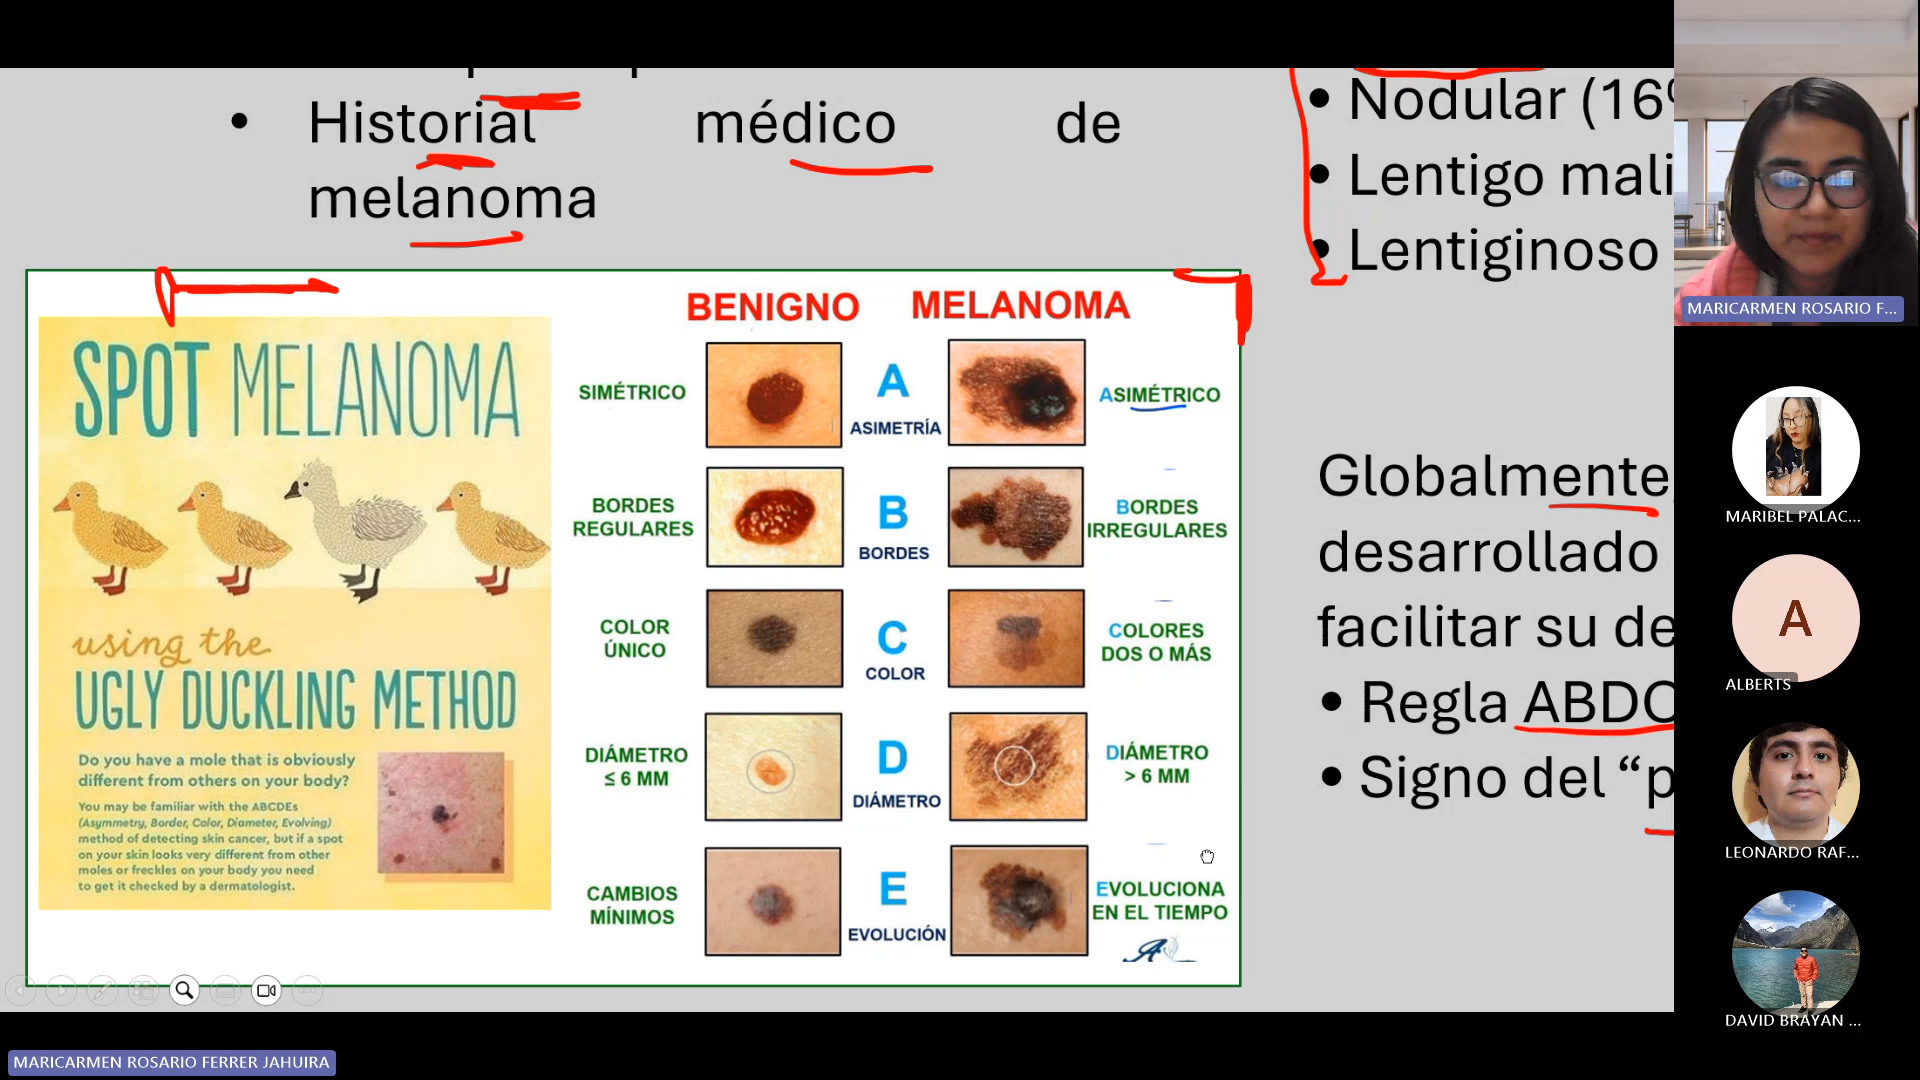 • Historial médico de
melanoma
• Nodular (16
• Lentigo mali
• Lentiginoso
Globalmente,
desarrollado
facilitar su de
• Regla ABDC
• Signo del “p
SPOT MELANOMA
using the
UGLY DUCKLING METHOD
Do you have a mole that is obviously
different from others on your body?
You may be familiar with the ABCDEs
(Asymmetry, Border, Color, Diameter, Evolving)
method of detecting skin cancer, but if a spot
on your skin looks very different from other
moles or freckles on your body you need
to get it checked by a dermatologist.
BENIGNO MELANOMA
SIMÉTRICO
A
ASIMETRÍA
ASIMÉTRICO
BORDES
REGULARES
B
BORDES
BORDES
IRREGULARES
COLOR
ÚNICO
C
COLOR
COLORES
DOS O MÁS
DIÁMETRO
≤ 6 MM
D
DIÁMETRO
DIÁMETRO
> 6 MM
CAMBIOS
MÍNIMOS
E
EVOLUCIÓN
EVOLUCIONA
EN EL TIEMPO
MARICARMEN ROSARIO F...
MARIBEL PALAC...
A
ALBERTS
LEONARDO RAF...
DAVID BRAYAN ...
MARICARMEN ROSARIO FERRER JAHUIRA